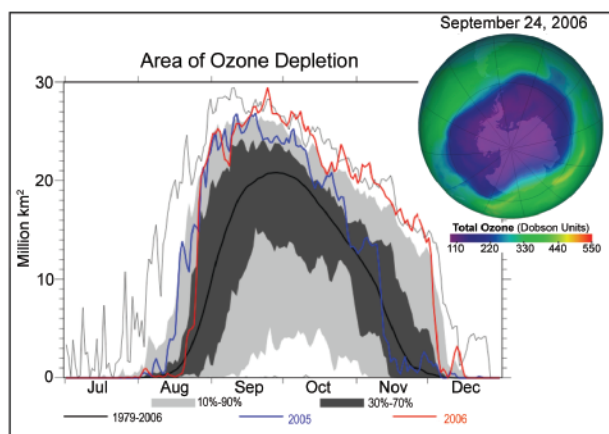 September 24, 2006
Area of Ozone Depletion
30
20
10
0
Million km²
Total Ozone (Dobson Units)
110 220 330 440 550
Jul Aug Sep Oct Nov Dec
10%-90% 30%-70%
1979-2006 2005 2006